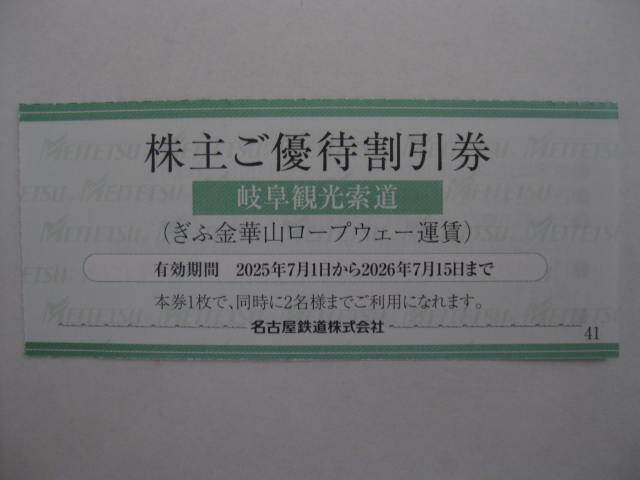 株主ご優待割引券
岐阜観光索道
(ぎふ金華山ロープウェー運賃)
有効期間 2025年7月1日から2026年7月15日まで
本券1枚で、同時に2名様までご利用になれます。
名古屋鉄道株式会社
41